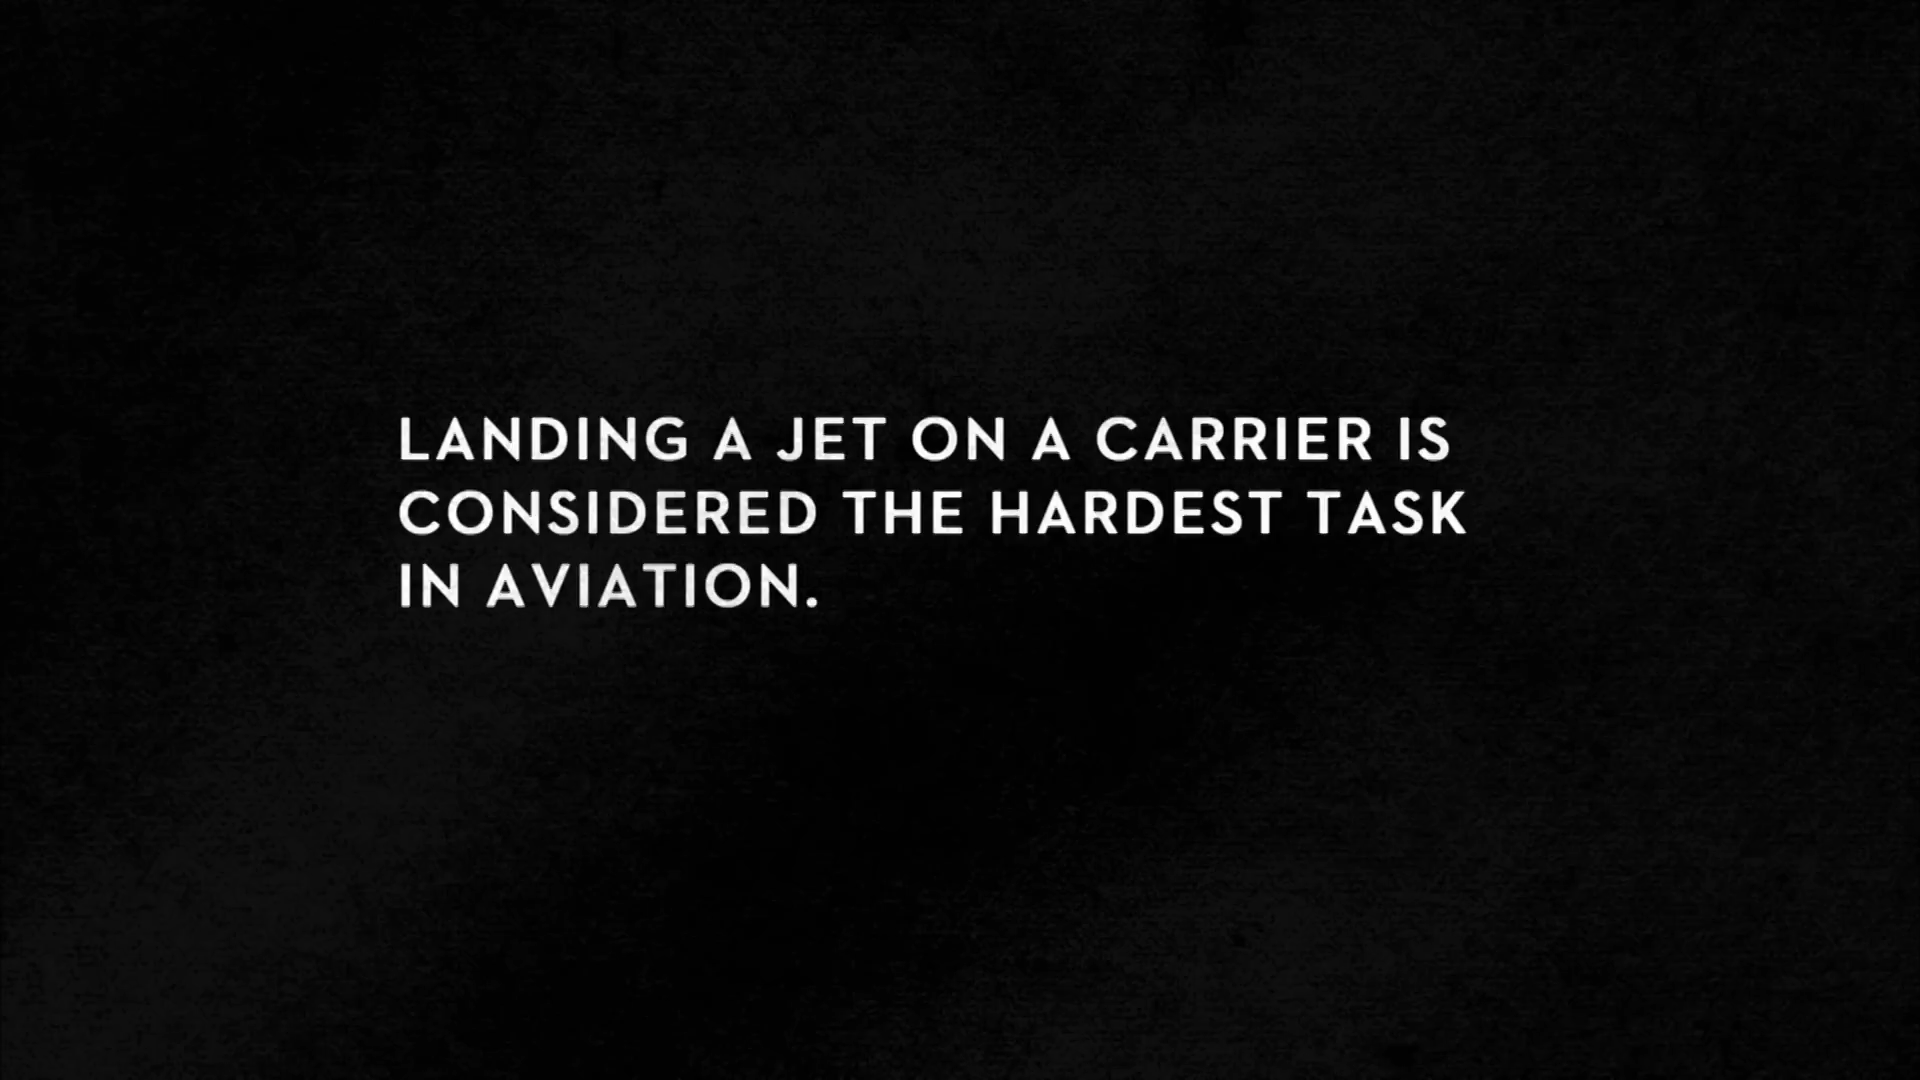 LANDING A JET ON A CARRIER IS
CONSIDERED THE HARDEST TASK
IN AVIATION.